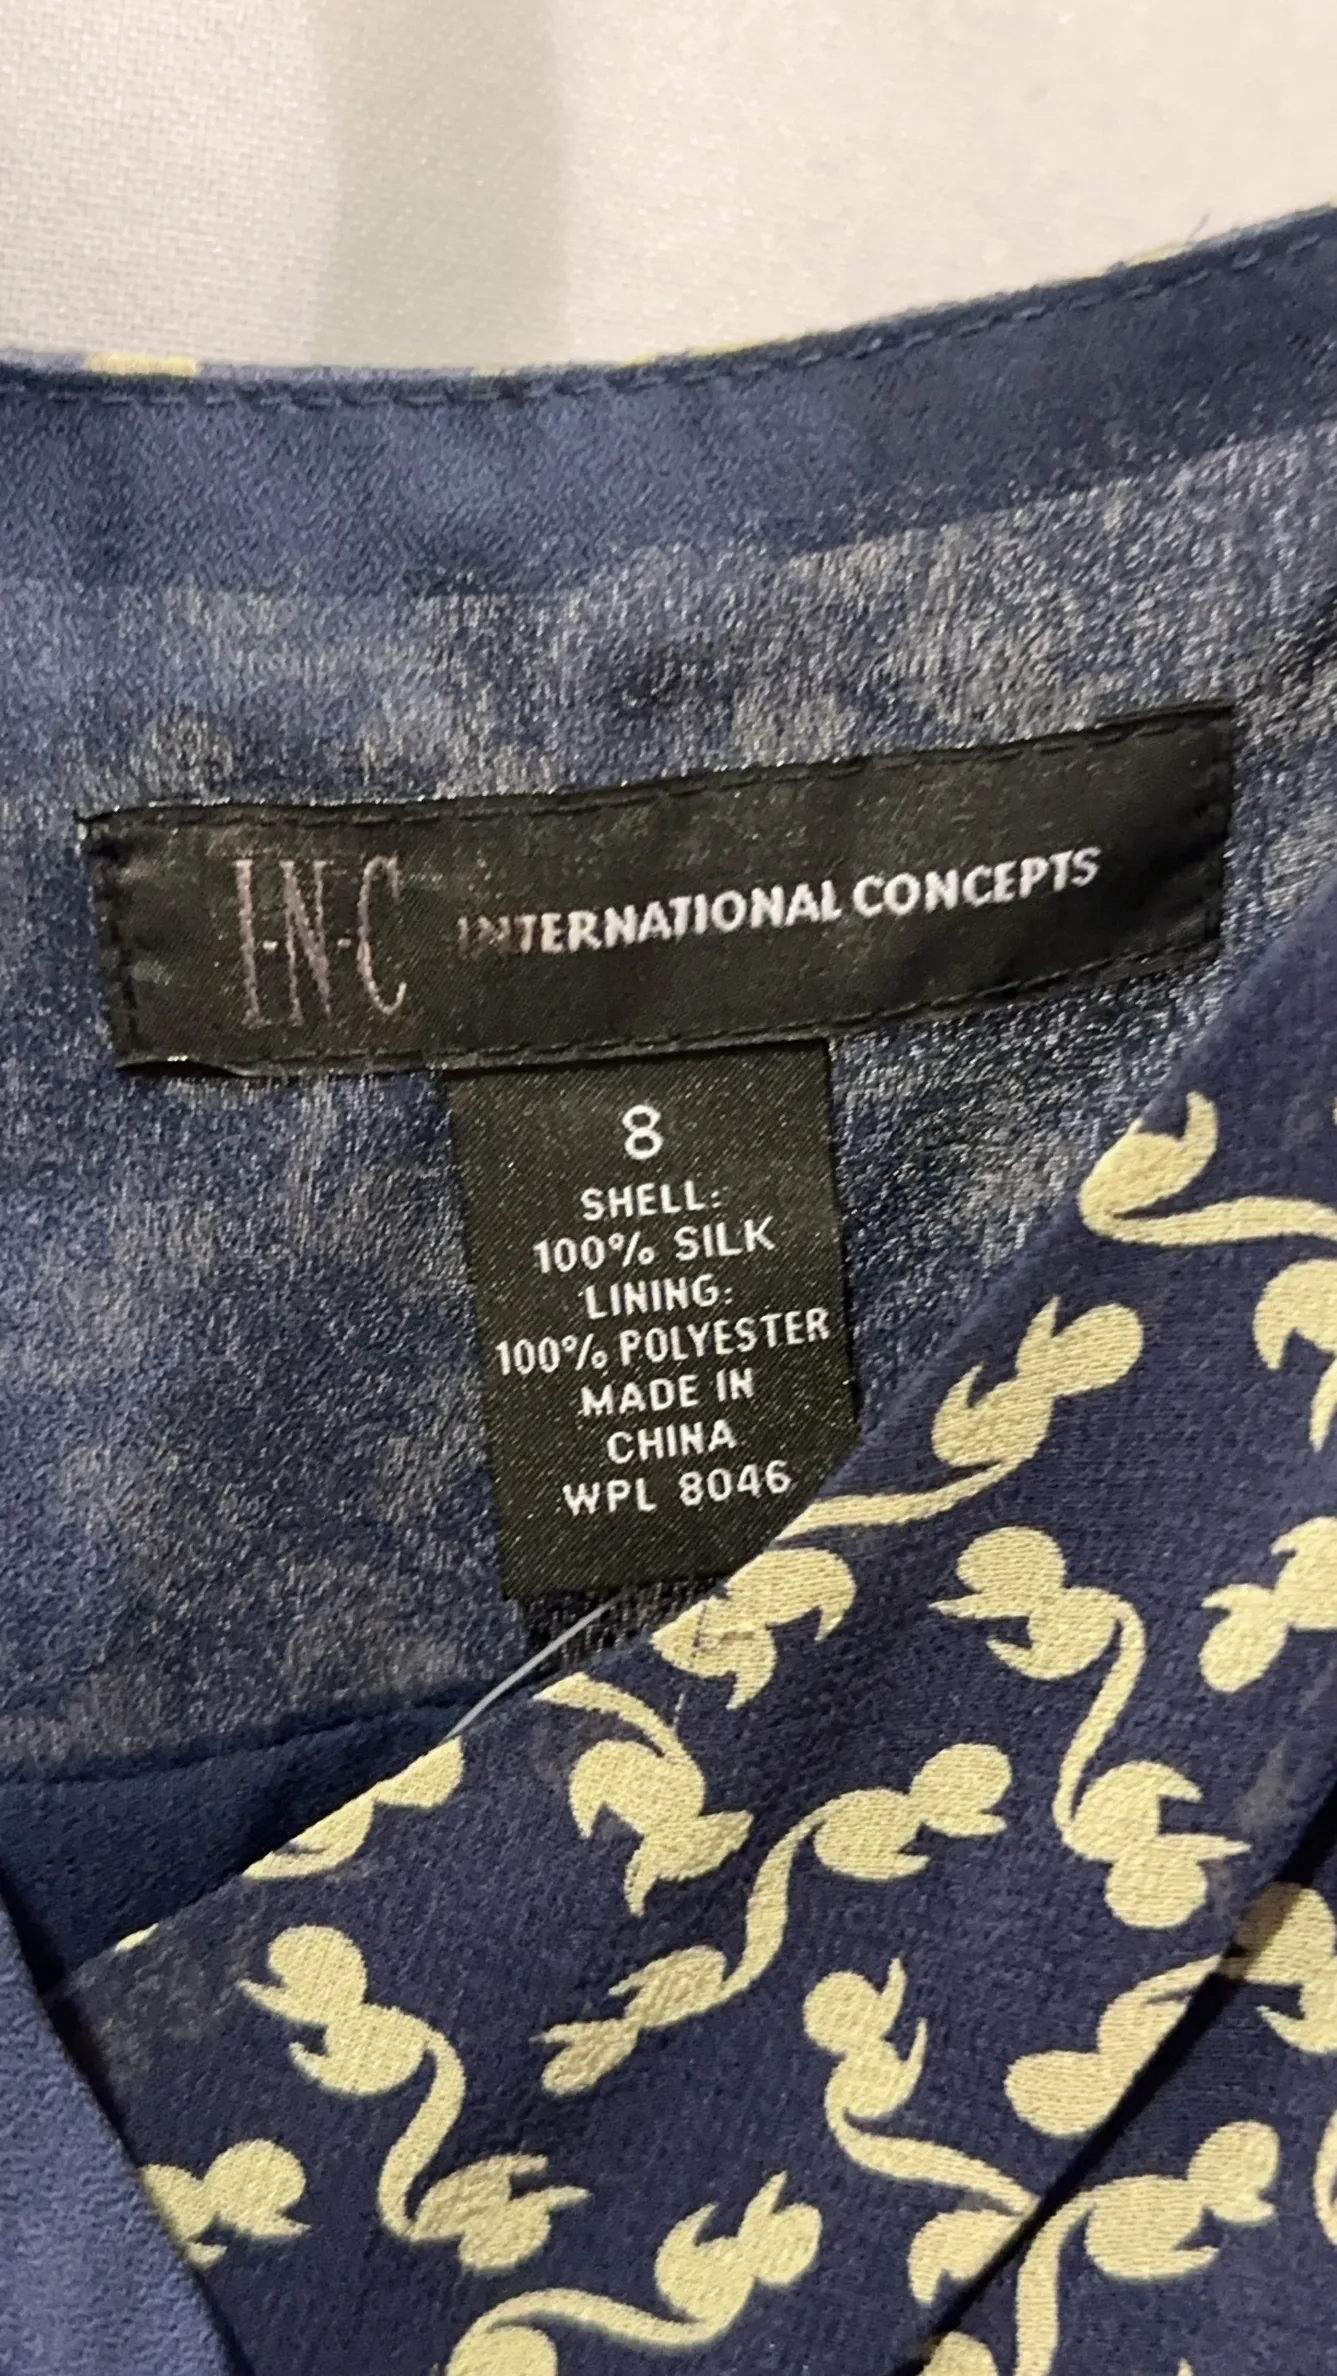 I·N·C INTERNATIONAL CONCEPTS
8
SHELL:
100% SILK
LINING:
100% POLYESTER
MADE IN
CHINA
WPL 8046